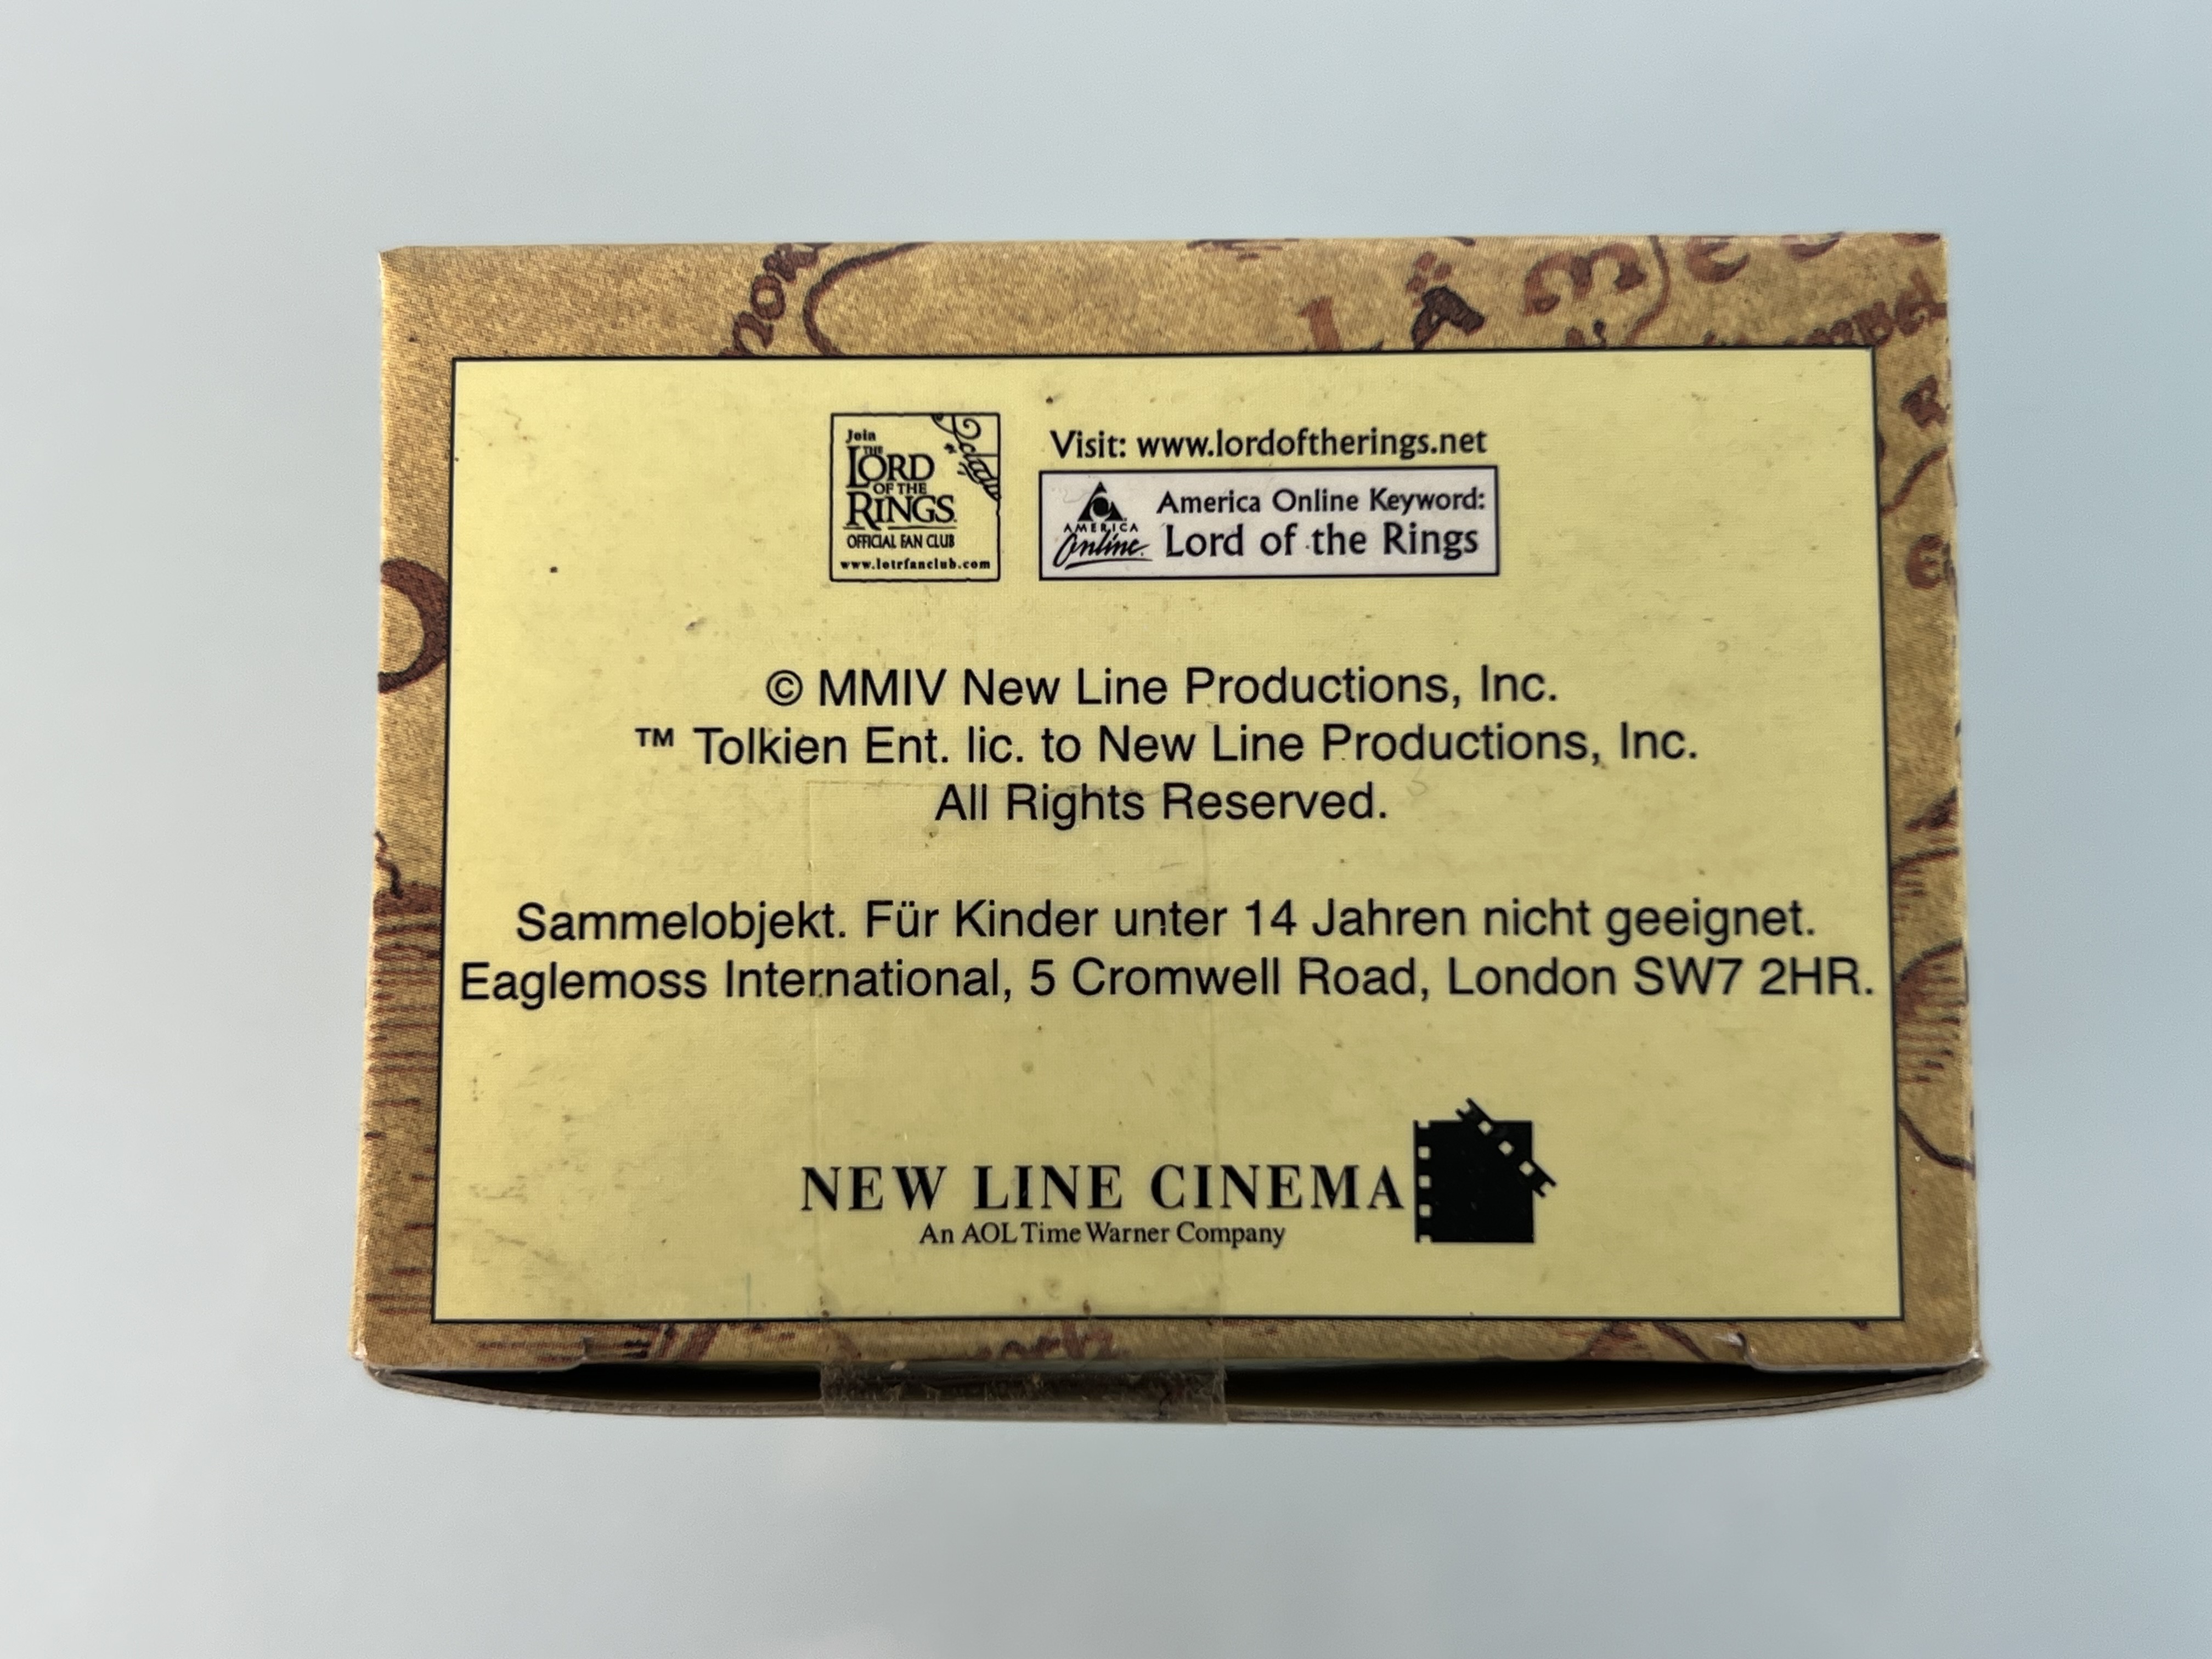 Join
THE
LORD
OF THE
RINGS
OFFICIAL FAN CLUB
www.lotrfanclub.com
Visit: www.lordoftherings.net
AMERICA
Online
America Online Keyword:
Lord of the Rings
© MMIV New Line Productions, Inc.
™ Tolkien Ent. lic. to New Line Productions, Inc.
All Rights Reserved.
Sammelobjekt. Für Kinder unter 14 Jahren nicht geeignet.
Eaglemoss International, 5 Cromwell Road, London SW7 2HR.
NEW LINE CINEMA
An AOL Time Warner Company